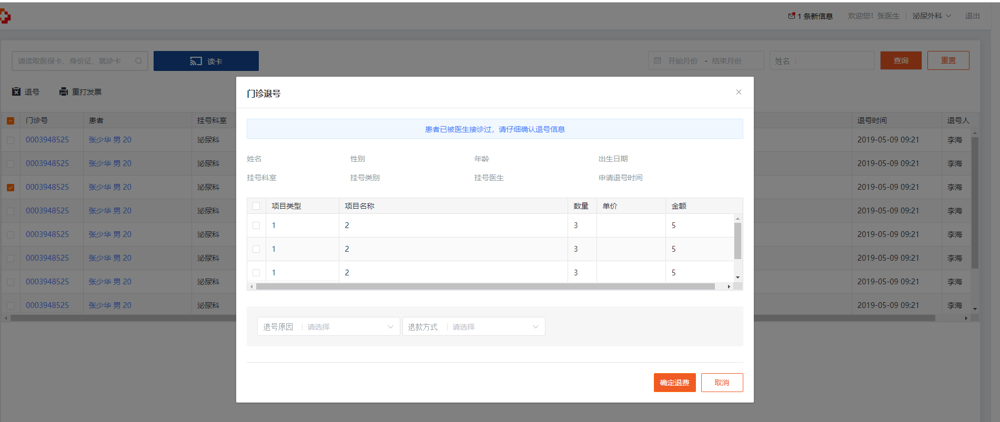 1 条新信息 欢迎您！张医生 泌尿外科 退出
请读取医保卡、身份证、就诊卡 读卡 开始月份 - 结束月份 姓名 查询 重置
退号 重打发票
门诊号 患者 挂号科室 退号时间 退号人
0003948525 张少华 男 20 泌尿科 2019-05-09 09:21 李海
0003948525 张少华 男 20 泌尿科 2019-05-09 09:21 李海
0003948525 张少华 男 20 泌尿科 2019-05-09 09:21 李海
0003948525 张少华 男 20 泌尿科 2019-05-09 09:21 李海
0003948525 张少华 男 20 泌尿科 2019-05-09 09:21 李海
0003948525 张少华 男 20 泌尿科 2019-05-09 09:21 李海
0003948525 张少华 男 20 泌尿科 2019-05-09 09:21 李海
0003948525 张少华 男 20 泌尿科 2019-05-09 09:21 李海
门诊退号
患者已被医生接诊过，请仔细确认退号信息
姓名 性别 年龄 出生日期
挂号科室 挂号类别 挂号医生 申请退号时间
项目类型 项目名称 数量 单价 金额
1 2 3 5
1 2 3 5
1 2 3 5
退号原因 请选择 退款方式 请选择
确定退费 取消